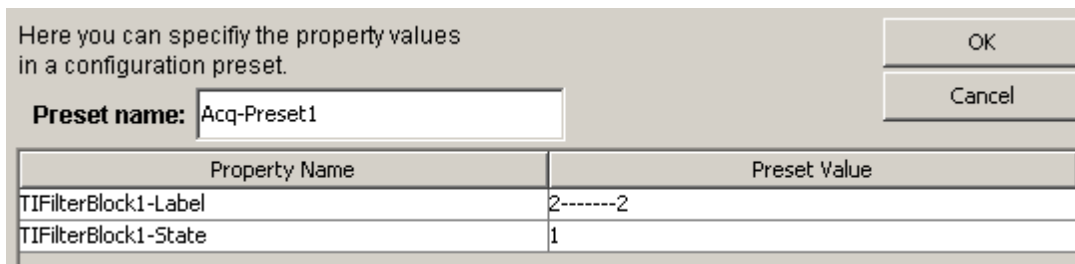 Here you can specifiy the property values
in a configuration preset.
OK
Cancel
Preset name: Acq-Preset1
Property Name Preset Value
TIFilterBlock1-Label 2-------2
TIFilterBlock1-State 1